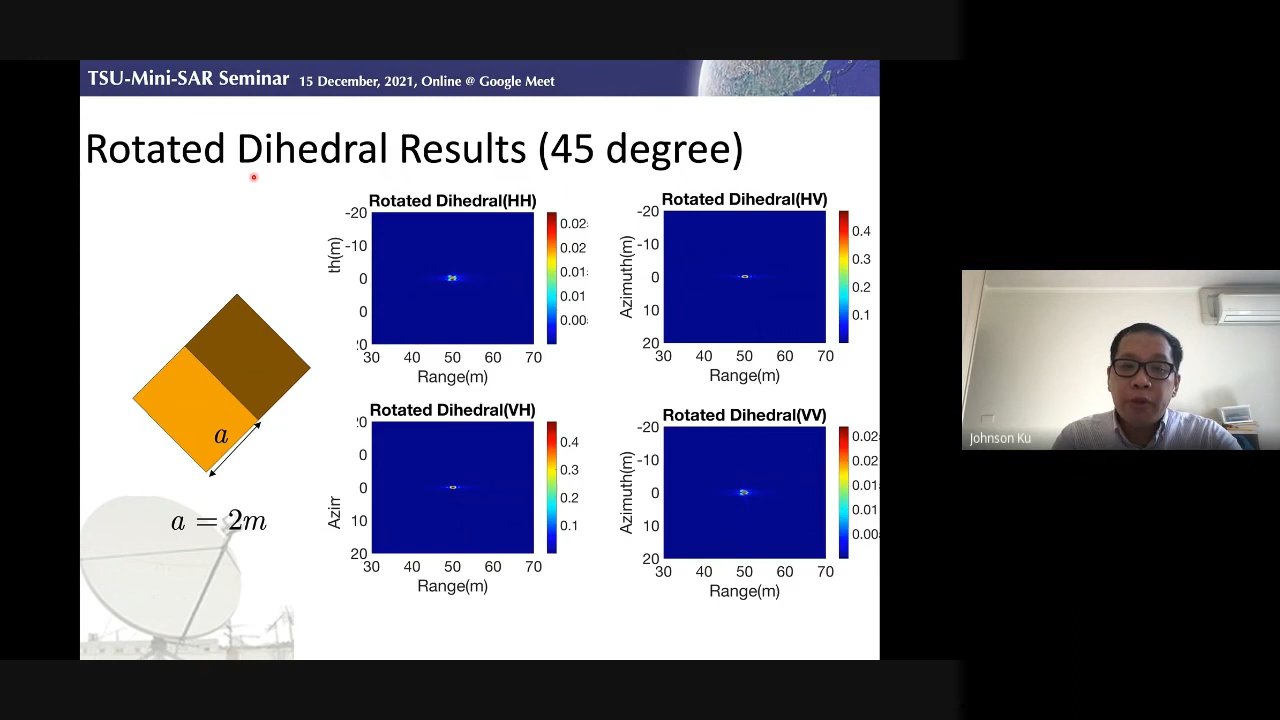 TSU-Mini-SAR Seminar 15 December, 2021, Online @ Google Meet
Rotated Dihedral Results (45 degree)
a
a = 2m
Rotated Dihedral(HH)
th(m)
-20
-10
0
0
20
30 40 50 60 70
Range(m)
0.02
0.02
0.01
0.01
0.00
Rotated Dihedral(HV)
Azimuth(m)
-20
-10
0
10
20
30 40 50 60 70
Range(m)
0.4
0.3
0.2
0.1
Rotated Dihedral(VH)
0
0
10
20
30 40 50 60 70
Range(m)
0.4
0.3
0.2
0.1
Rotated Dihedral(VV)
Azimuth(m)
-20
-10
0
10
20
30 40 50 60 70
Range(m)
0.02
0.02
0.01
0.01
0.00
Johnson Ku